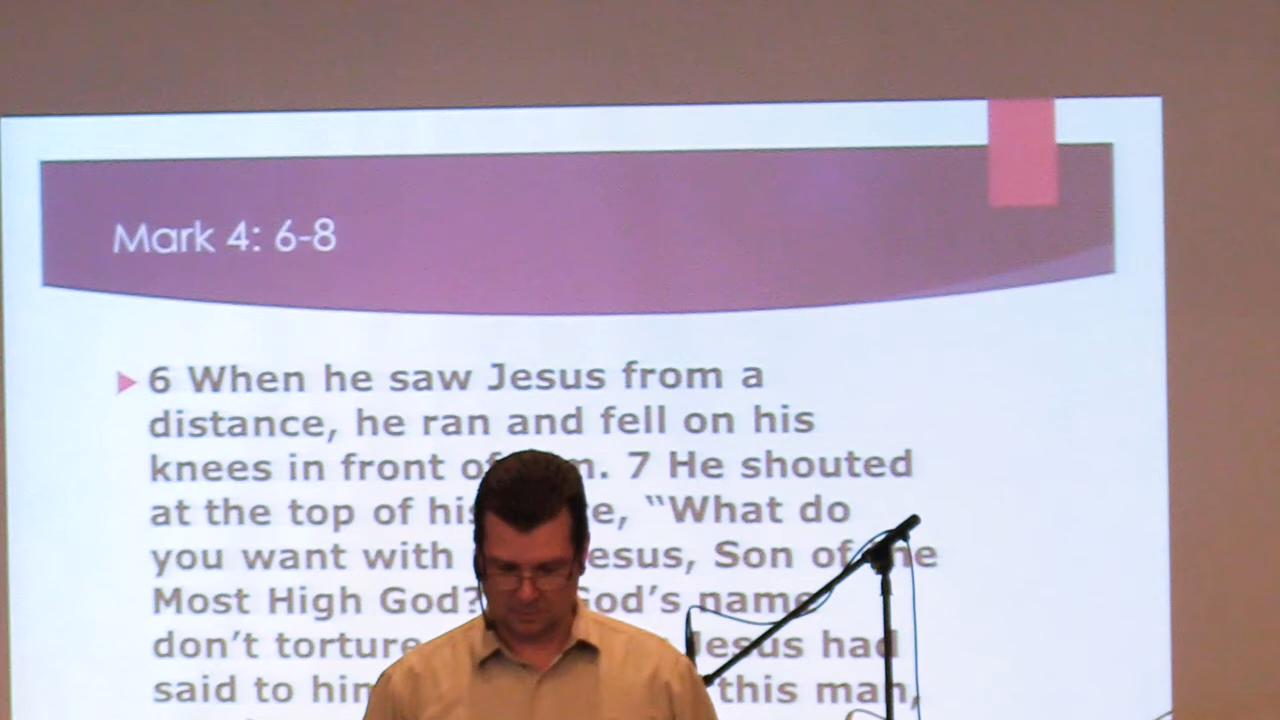 Mark 4: 6-8
6 When he saw Jesus from a
distance, he ran and fell on his
knees in front of m. 7 He shouted
at the top of his e, “What do
you want with esus, Son of the
Most High God? God’s name
don’t torture Jesus had
said to him this man,